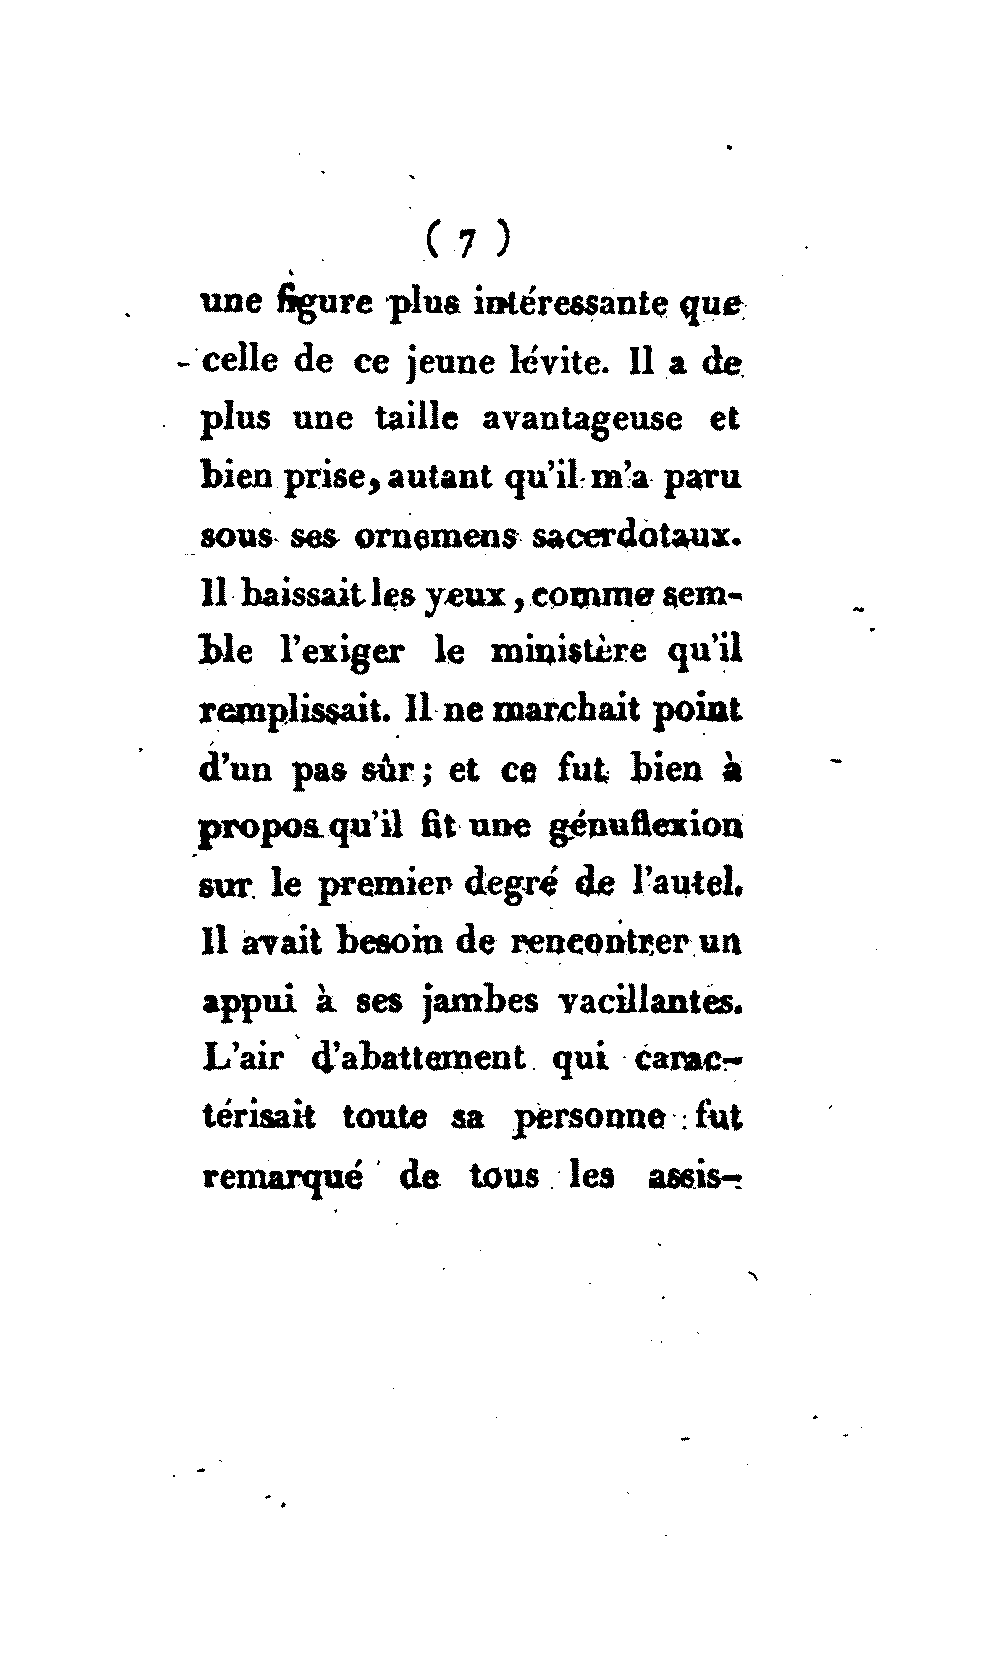 ( 7 )
une figure plus intéressante que
celle de ce jeune lévite. Il a de
plus une taille avantageuse et
bien prise, autant qu'il m'a paru
sous ses ornemens sacerdotaux.
Il baissait les yeux, comme sem-
ble l'exiger le ministère qu'il
remplissait. Il ne marchait point
d'un pas sûr; et ce fut bien à
propos qu'il fit une génuflexion
sur le premier degré de l'autel.
Il avait besoin de rencontrer un
appui à ses jambes vacillantes.
L'air d'abattement qui carac-
térisait toute sa personne fut
remarqué de tous les assis-